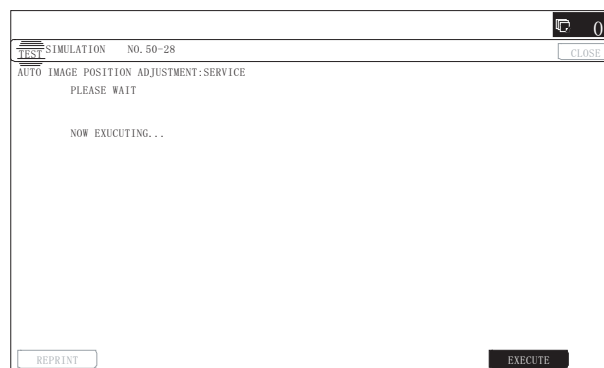 0
TEST SIMULATION NO.50-28
CLOSE
AUTO IMAGE POSITION ADJUSTMENT:SERVICE
PLEASE WAIT
NOW EXUCUTING...
REPRINT EXECUTE